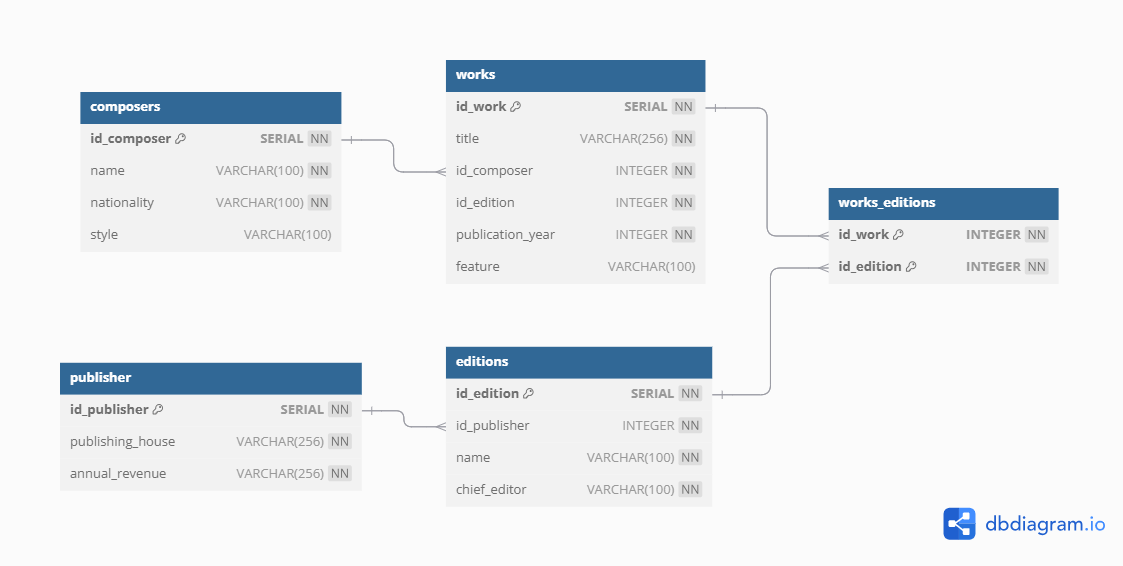 composers
id_composer SERIAL NN
name VARCHAR(100) NN
nationality VARCHAR(100) NN
style VARCHAR(100)
works
id_work SERIAL NN
title VARCHAR(256) NN
id_composer INTEGER NN
id_edition INTEGER NN
publication_year INTEGER NN
feature VARCHAR(100)
works_editions
id_work INTEGER NN
id_edition INTEGER NN
publisher
id_publisher SERIAL NN
publishing_house VARCHAR(256) NN
annual_revenue VARCHAR(256) NN
editions
id_edition SERIAL NN
id_publisher INTEGER NN
name VARCHAR(100) NN
chief_editor VARCHAR(100) NN
dbdiagram.io